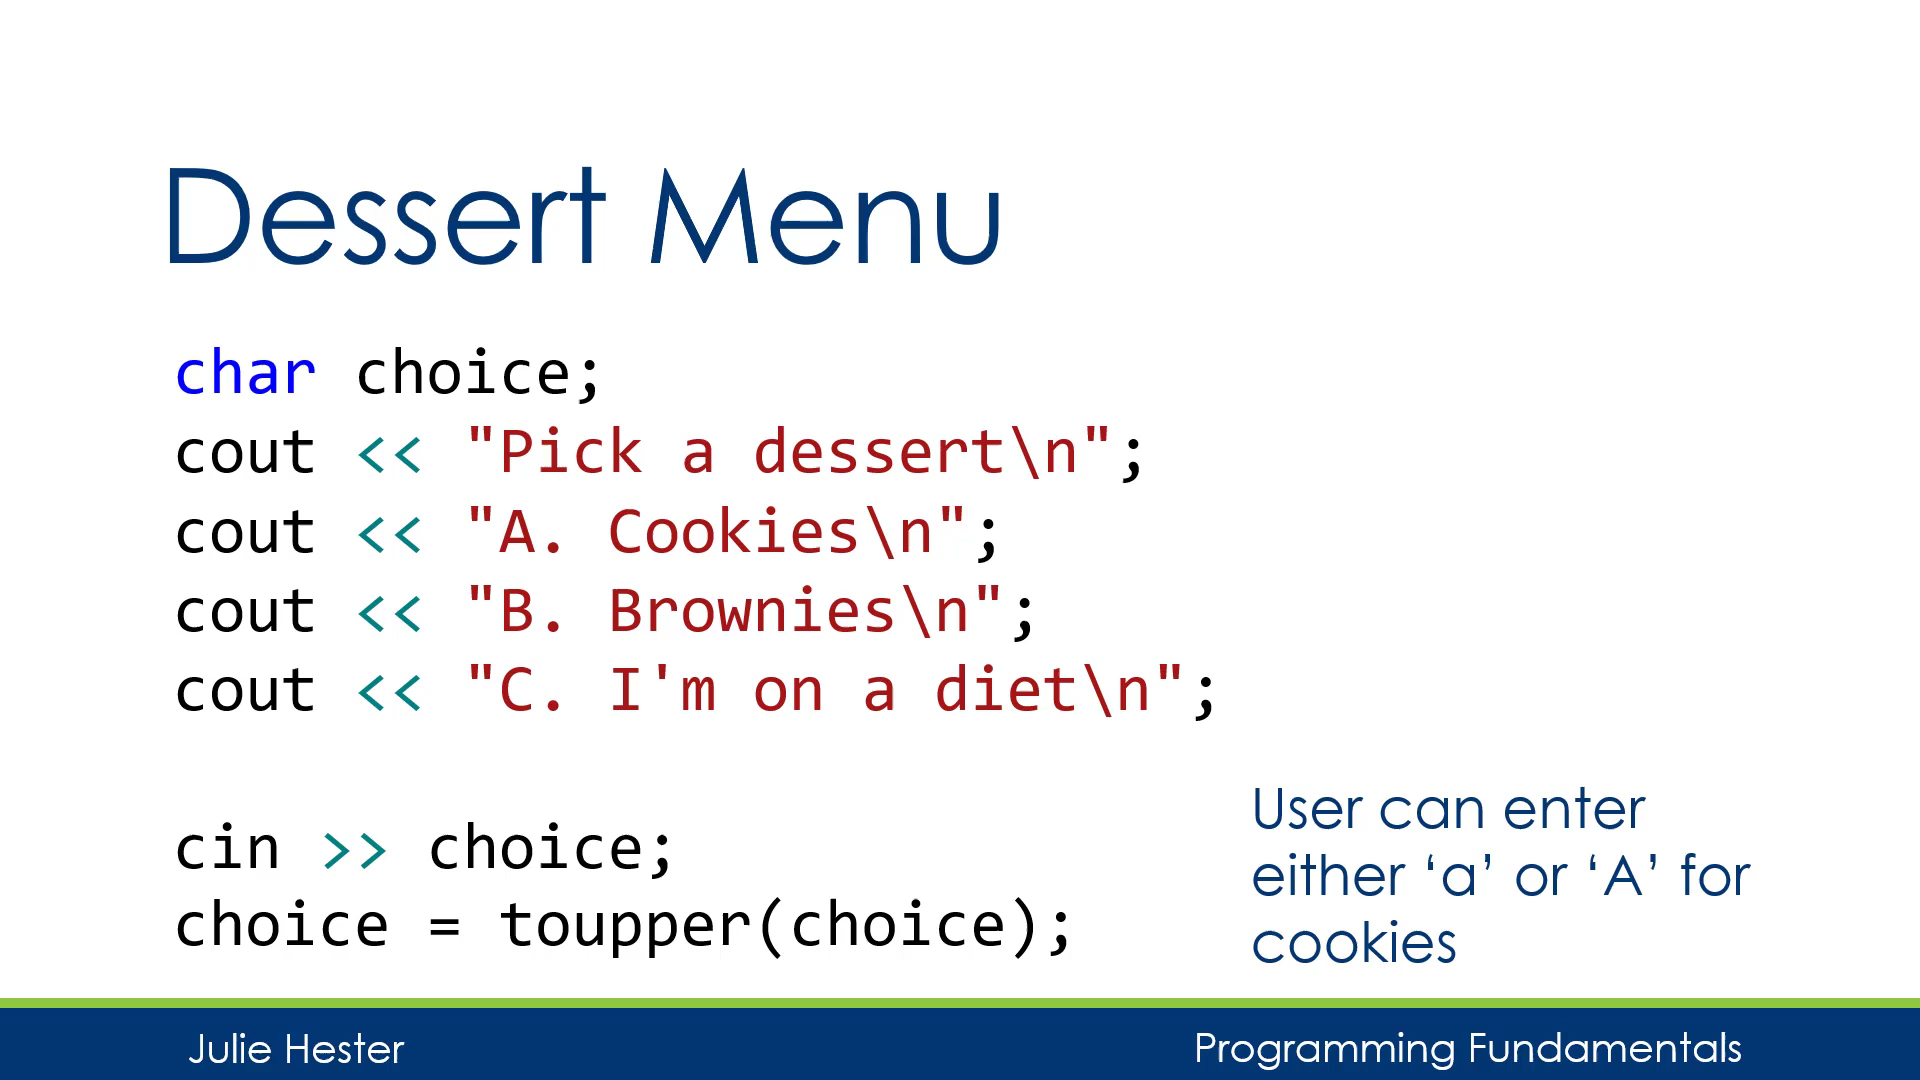 Dessert Menu
char choice;
cout << "Pick a dessert\n";
cout << "A. Cookies\n";
cout << "B. Brownies\n";
cout << "C. I'm on a diet\n";
cin >> choice;
choice = toupper(choice);
User can enter
either ‘a’ or ‘A’ for
cookies
Julie Hester
Programming Fundamentals